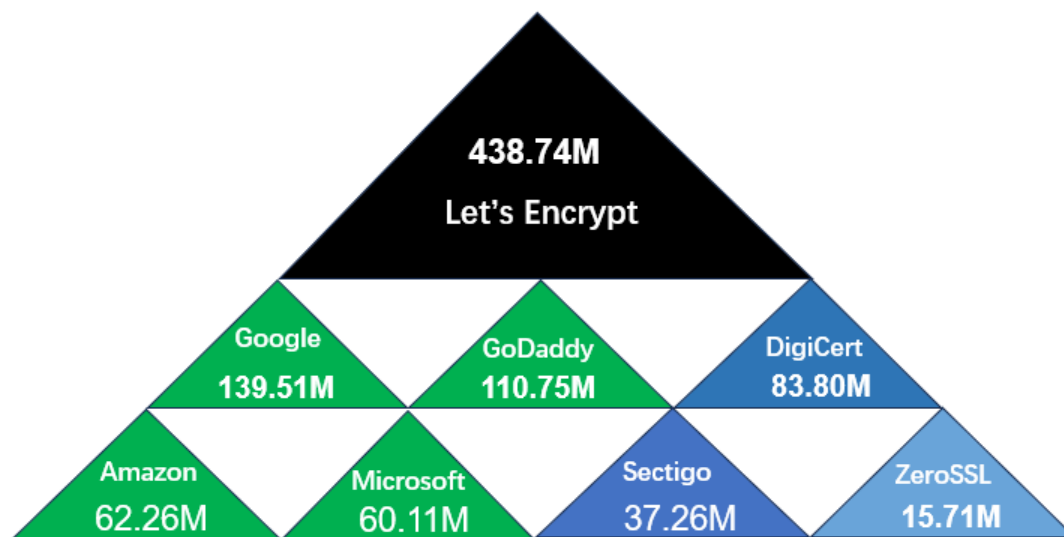 438.74M
Let's Encrypt
Google
139.51M
GoDaddy
110.75M
DigiCert
83.80M
Amazon
62.26M
Microsoft
60.11M
Sectigo
37.26M
ZeroSSL
15.71M